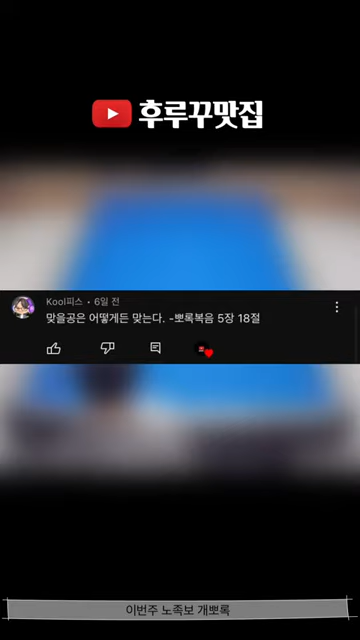 후루꾸맛집
Kool피스 • 6일 전
맞을공은 어떻게든 맞는다. -뽀록복음 5장 18절
이번주 노족보 개뽀록